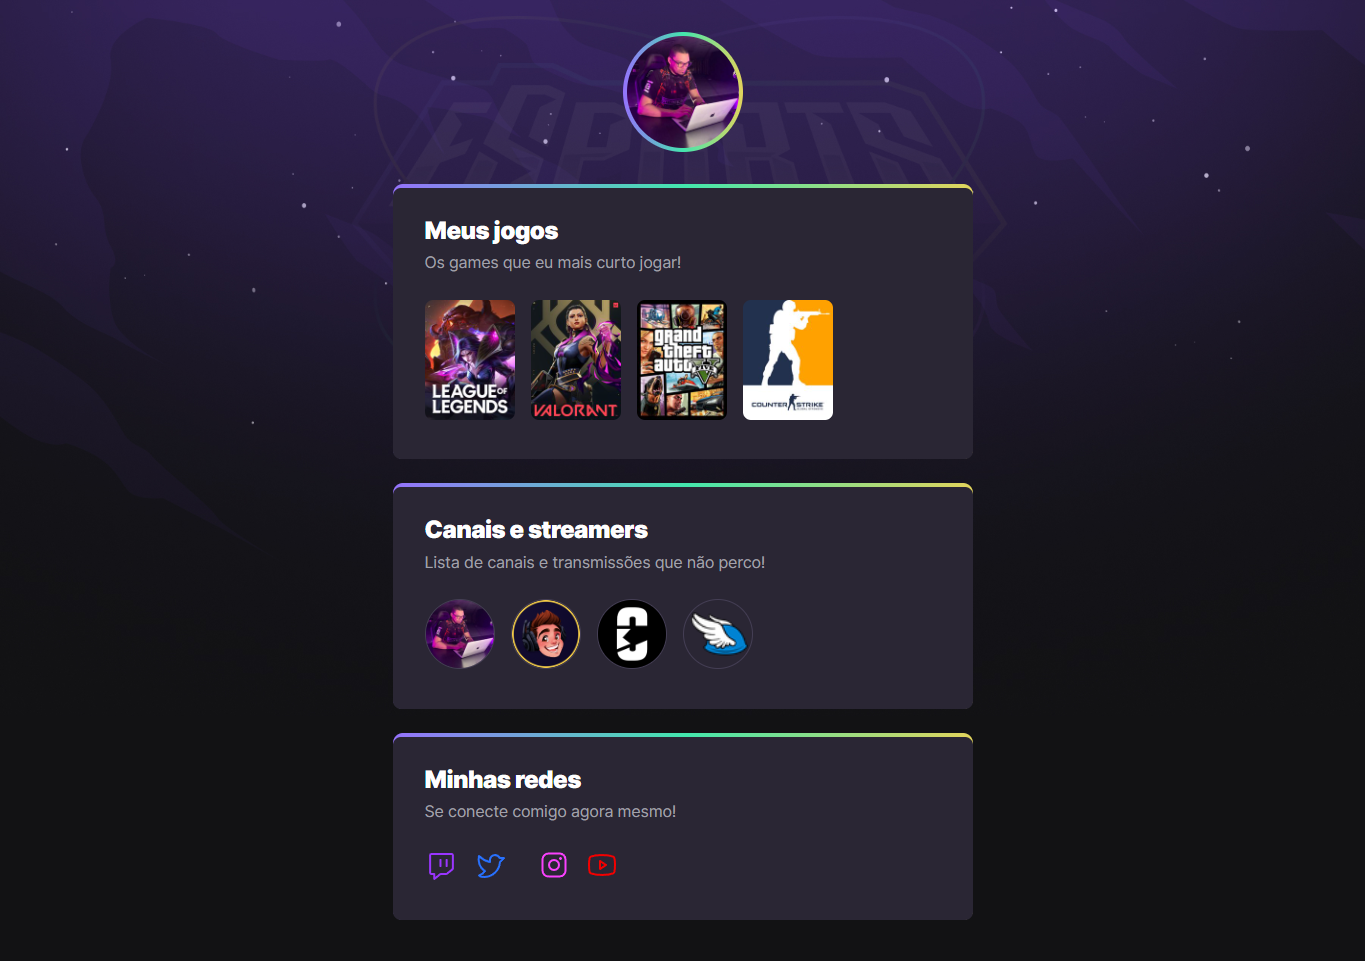 ESPORTS
Meus jogos
Os games que eu mais curto jogar!
LEAGUE OF
LEGENDS
VALORANT
grand
theft
auto
FIVE
COUNTER STRIKE
Canais e streamers
Lista de canais e transmissões que não perco!
Minhas redes
Se conecte comigo agora mesmo!